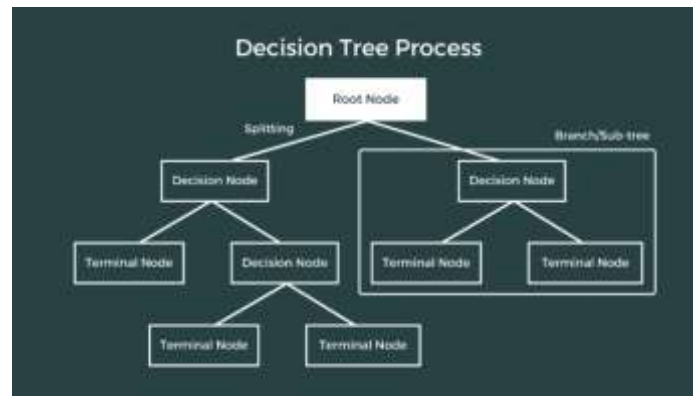 Decision Tree Process
Root Node
Splitting
Branch/Sub-tree
Decision Node
Decision Node
Terminal Node
Decision Node
Terminal Node
Terminal Node
Terminal Node
Terminal Node